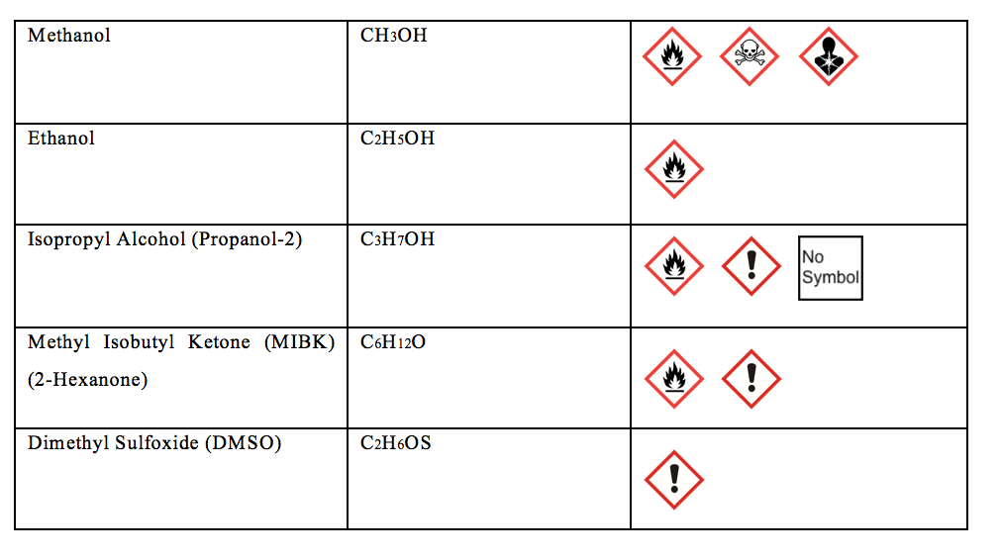 Methanol CH3OH
Ethanol C2H5OH
Isopropyl Alcohol (Propanol-2) C3H7OH
No
Symbol
Methyl Isobutyl Ketone (MIBK) C6H12O
(2-Hexanone)
Dimethyl Sulfoxide (DMSO) C2H6OS